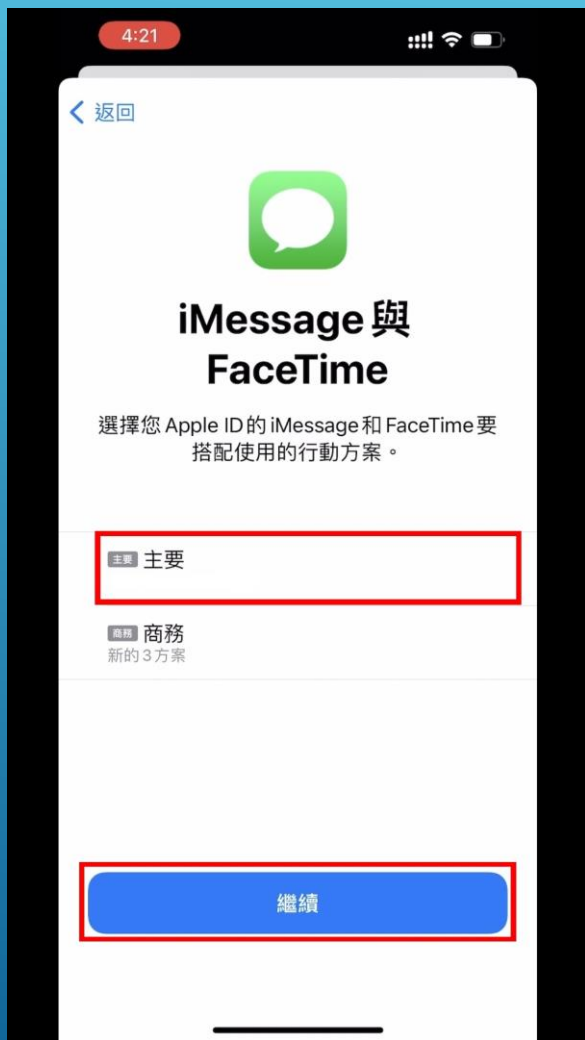 4:21
返回
iMessage 與
FaceTime
選擇您 Apple ID 的 iMessage 和 FaceTime 要
搭配使用的行動方案。
主要 主要
商務 商務
新的 3 方案
繼續